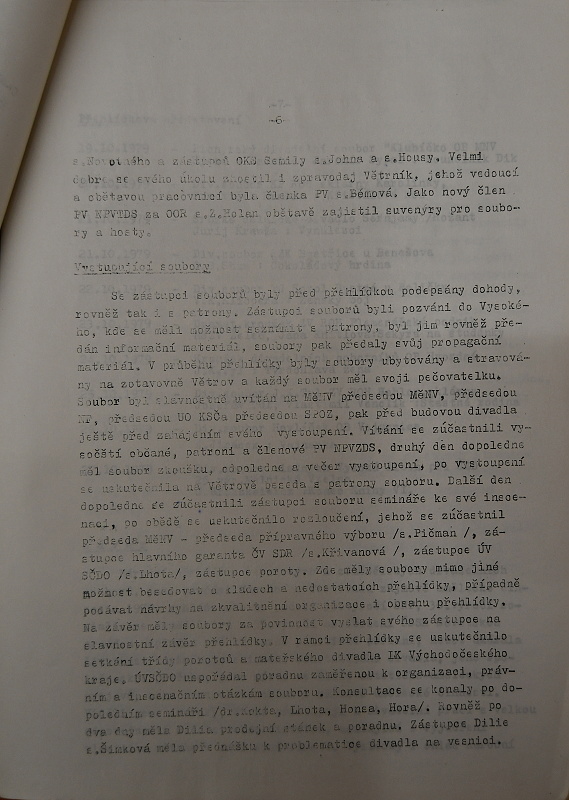 -6-
s.Novotného a zástupců OKS Semily s.Johna a s.Housy. Velmi
dobře se svého úkolu zhostil i zpravodaj Větrník, jehož vedoucí
a obětavou pracovnicí byla členka PV s.Bémová. Jako nový člen
PV NPVTDS za OOR s.Z.Holan obětavě zajistil suvenýry pro soubo-
ry a hosty.
Vystupující soubory
Se zástupci souborů byly před přehlídkou podepsány dohody,
rovněž tak i s patrony. Zástupci souborů byli pozváni do Vysoké-
ho, kde se měli možnost seznámit s patrony, byl jim rovněž pře-
dán informační materiál, soubory pak předaly svůj propagační
materiál. V průběhu přehlídky byly soubory ubytovány a stravová-
ny na zotavovně Větrov a každý soubor měl svoji pečovatelku.
Soubor byl slavnostně uvítán na MěNV předsedou MěNV, předsedou
NF, předsedou UO KSČ a předsedou SPOZ, pak před budovou divadla
ještě před zahájením svého vystoupení. Vítání se zúčastnili vy-
sočští občané, patroni a členové PV NPVZDS, druhý den dopoledne
měl soubor zkoušku, odpoledne a večer vystoupení, po vystoupení
se uskutečnila na Větrově beseda s patrony souboru. Další den
dopoledne se zúčastnili zástupci souboru semináře ke své insce-
naci, po obědě se uskutečnilo rozloučení, jehož se zúčastnil
předseda MěNV - předseda přípravného výboru /s.Pičman /, zá-
stupce hlavního garanta ÚV SDR /s.Křivanová /, zástupce ÚV
SČDO /s.Lhota/, zástupce poroty. Zde měly soubory mimo jiné
možnost besedovat o kladech a nedostatcích přehlídky, případně
podávat návrhy na zkvalitnění organizace i obsahu přehlídky.
Na závěr měly soubory za povinnost vyslat svého zástupce na
slavnostní závěr přehlídky. V rámci přehlídky se uskutečnilo
setkání třídy porotců a mateřského divadla IK Východočeského
kraje. ÚVSČDO uspořádal poradnu zaměřenou k organizaci, práv-
ním a inscenačním otázkám souboru. Konsultace se konaly po do-
poledním semináři /dr. Lhota, Honsa, Hora/. Rovněž po
dva dny měla Dilia prodejní stánek a poradnu. Zástupce Dilie
s.Šimková měla přednášku k problematice divadla na vesnici.